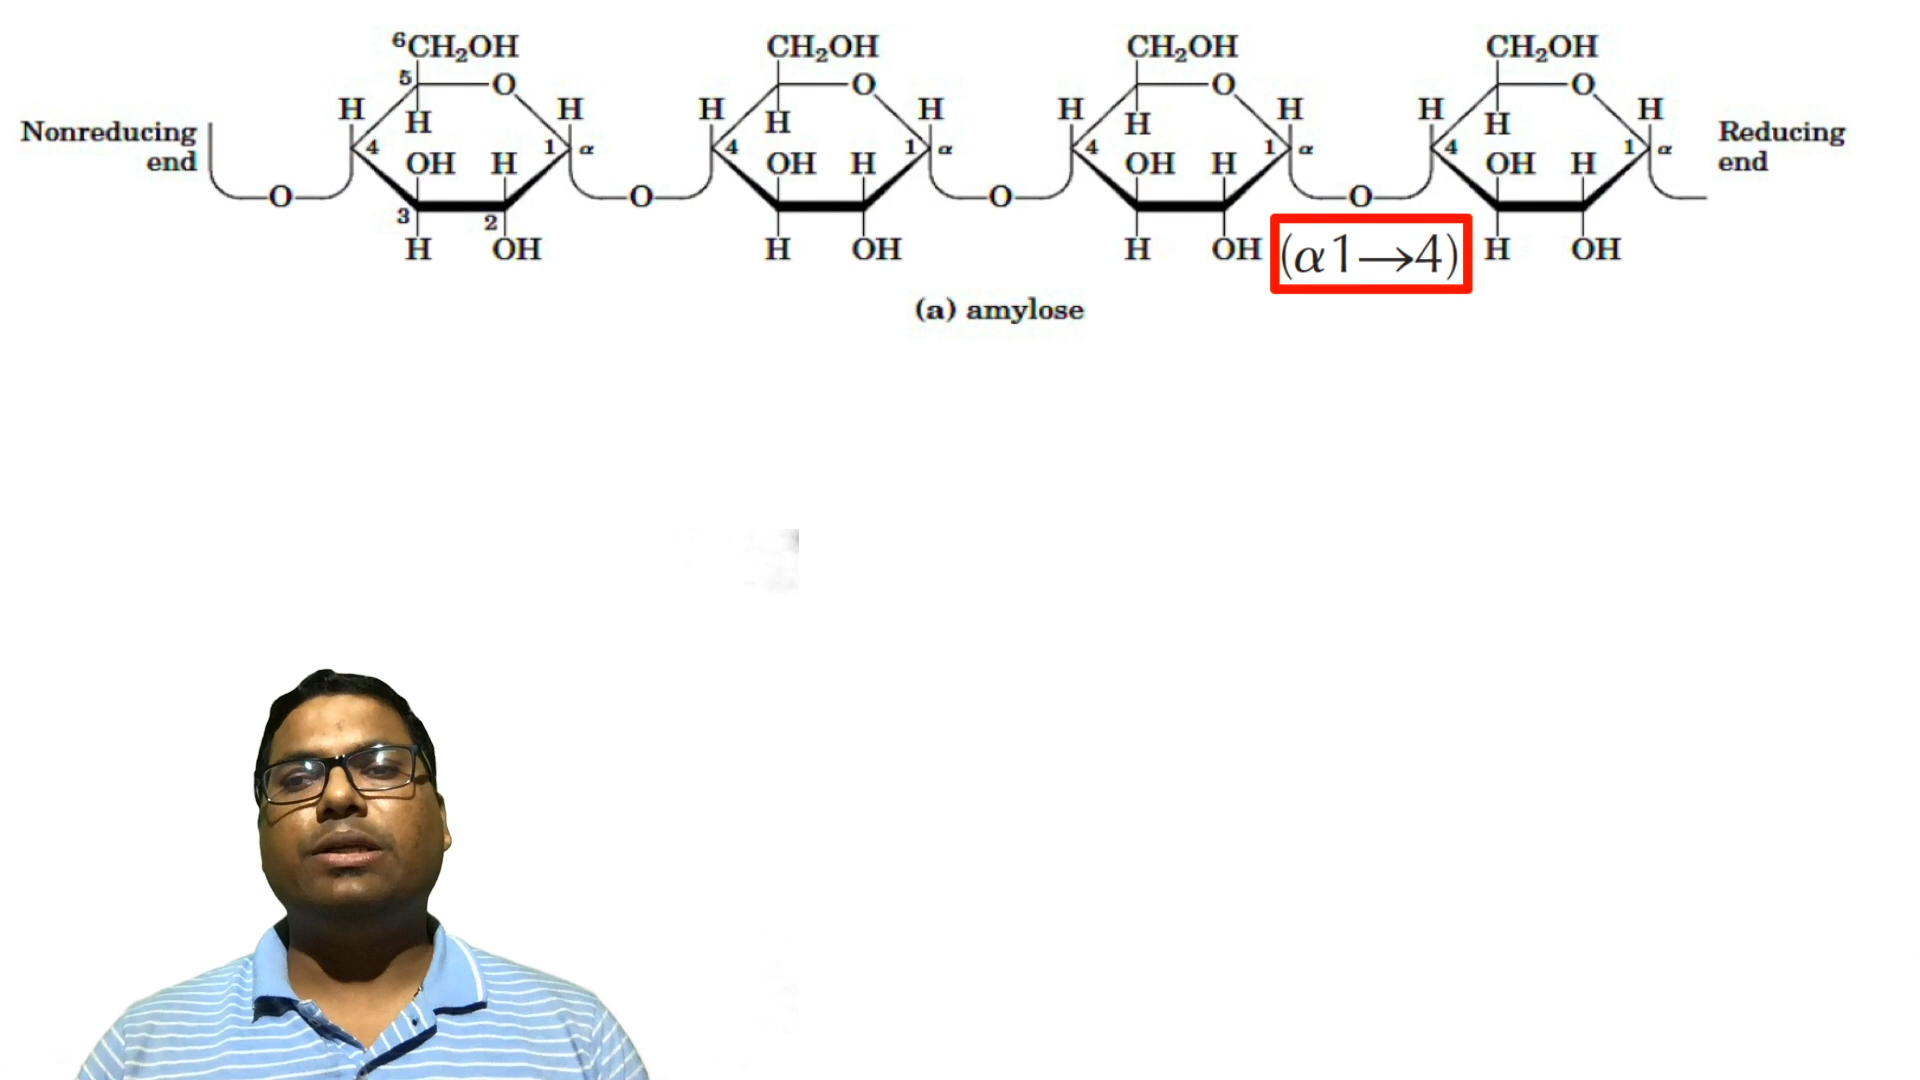 ⁶CH₂OH CH₂OH CH₂OH CH₂OH
5 O O O O
H H H H H H H H
H H H H
Nonreducing end
Reducing end
4 1 α 4 1 α 4 1 α 4 1 α
OH H OH H OH H OH H
O O O O
3 2
H OH H OH H OH H OH
(α1→4)
(a) amylose